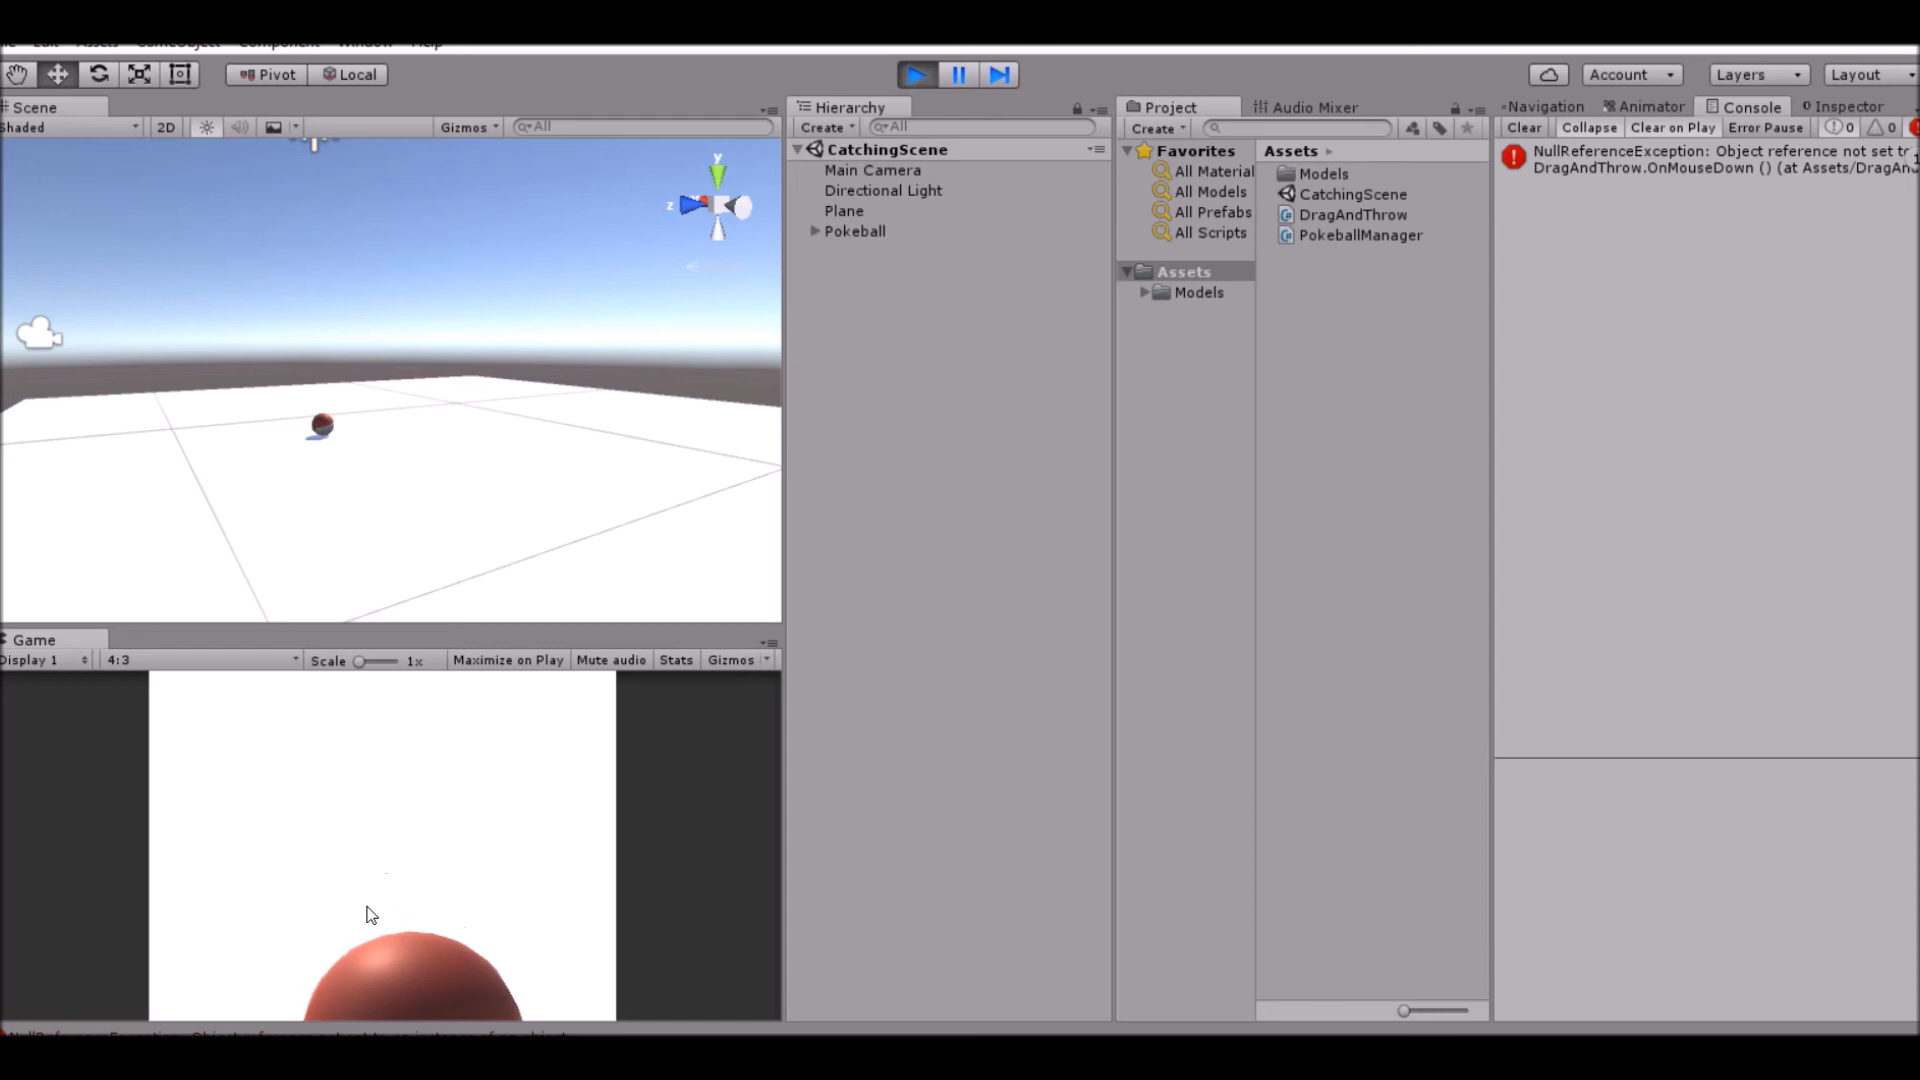 Pivot
Local
Account
Layers
Layout
Scene
Shaded
2D
Gizmos
All
y
z
Hierarchy
Create
All
CatchingScene
Main Camera
Directional Light
Plane
Pokeball
Project
Audio Mixer
Create
Favorites
All Material
All Models
All Prefabs
All Scripts
Assets
Models
Assets
Models
CatchingScene
DragAndThrow
PokeballManager
Navigation
Animator
Console
Inspector
Clear
Collapse
Clear on Play
Error Pause
0
0
NullReferenceException: Object reference not set
DragAndThrow.OnMouseDown () (at Assets/DragAn
Game
Display 1
4:3
Scale
1x
Maximize on Play
Mute audio
Stats
Gizmos